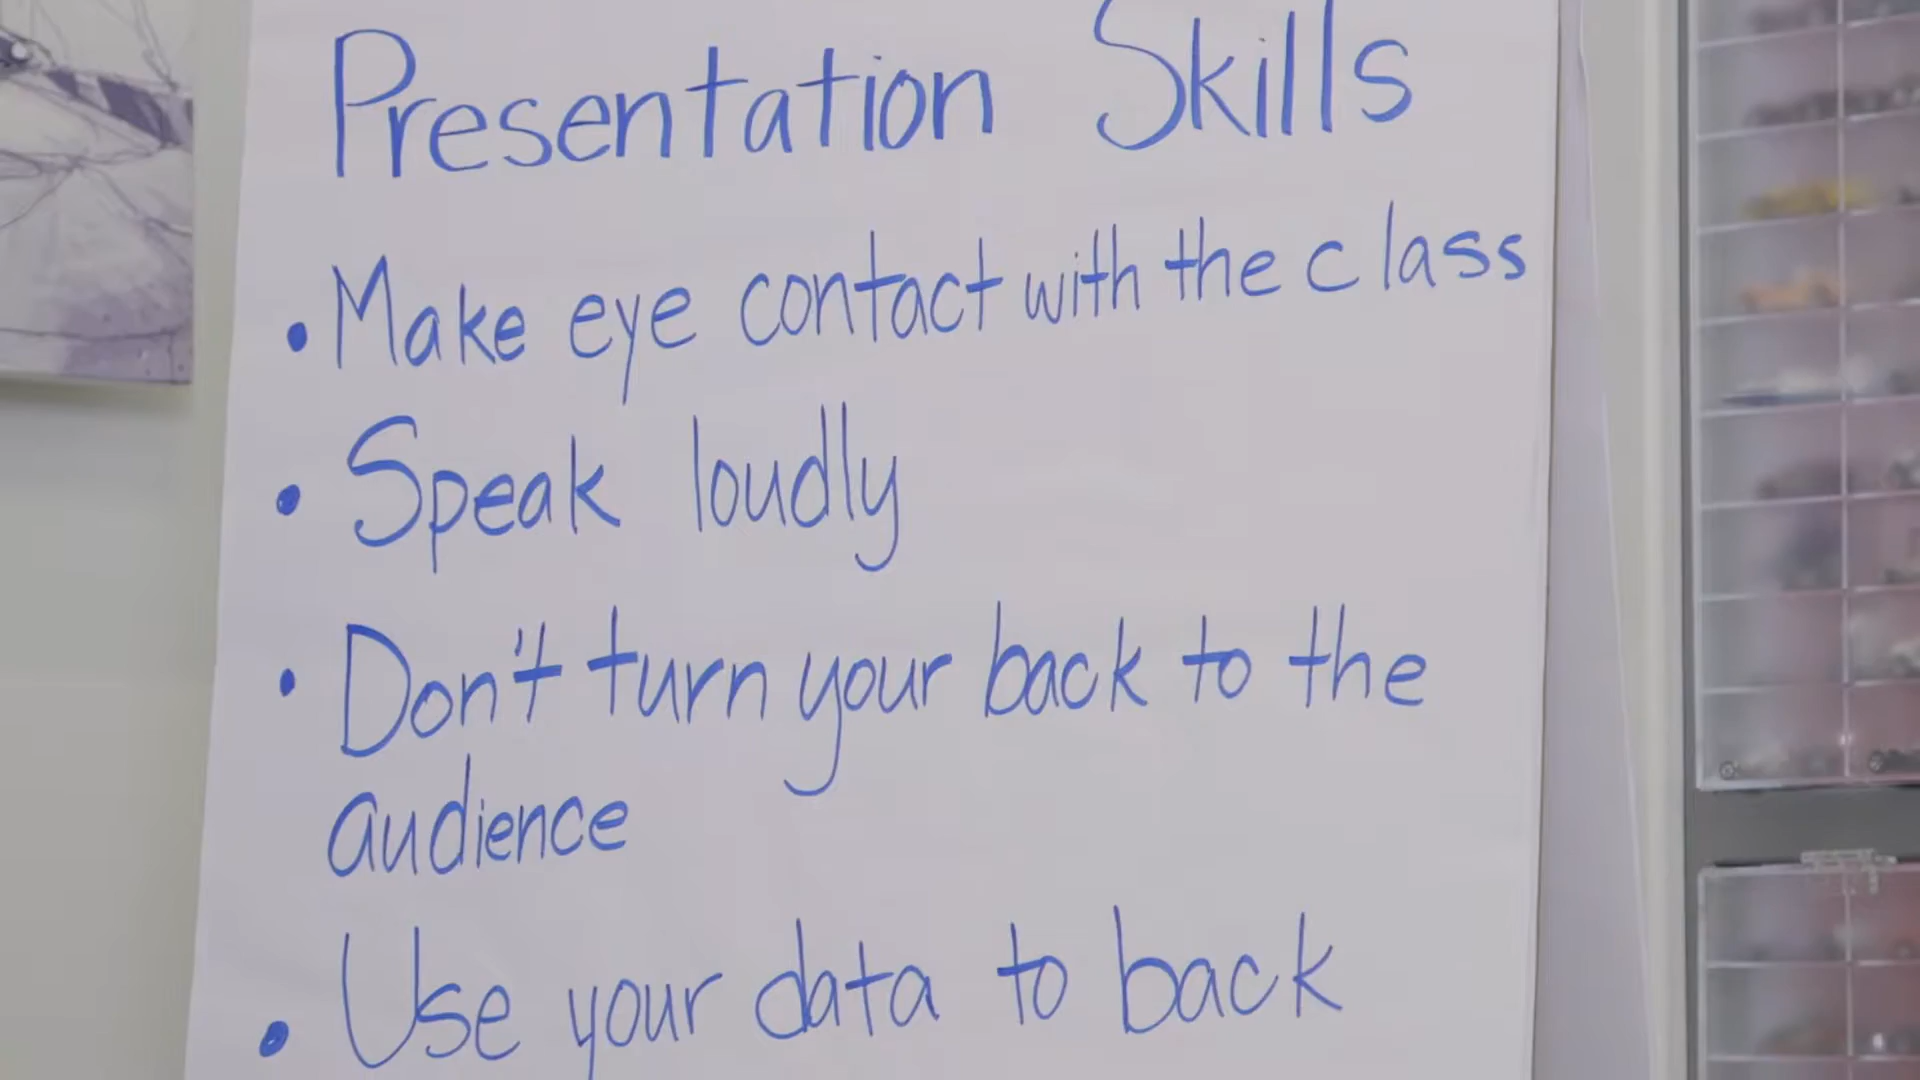 Presentation Skills
• Make eye contact with the class
• Speak loudly
• Don't turn your back to the
audience
• Use your data to back